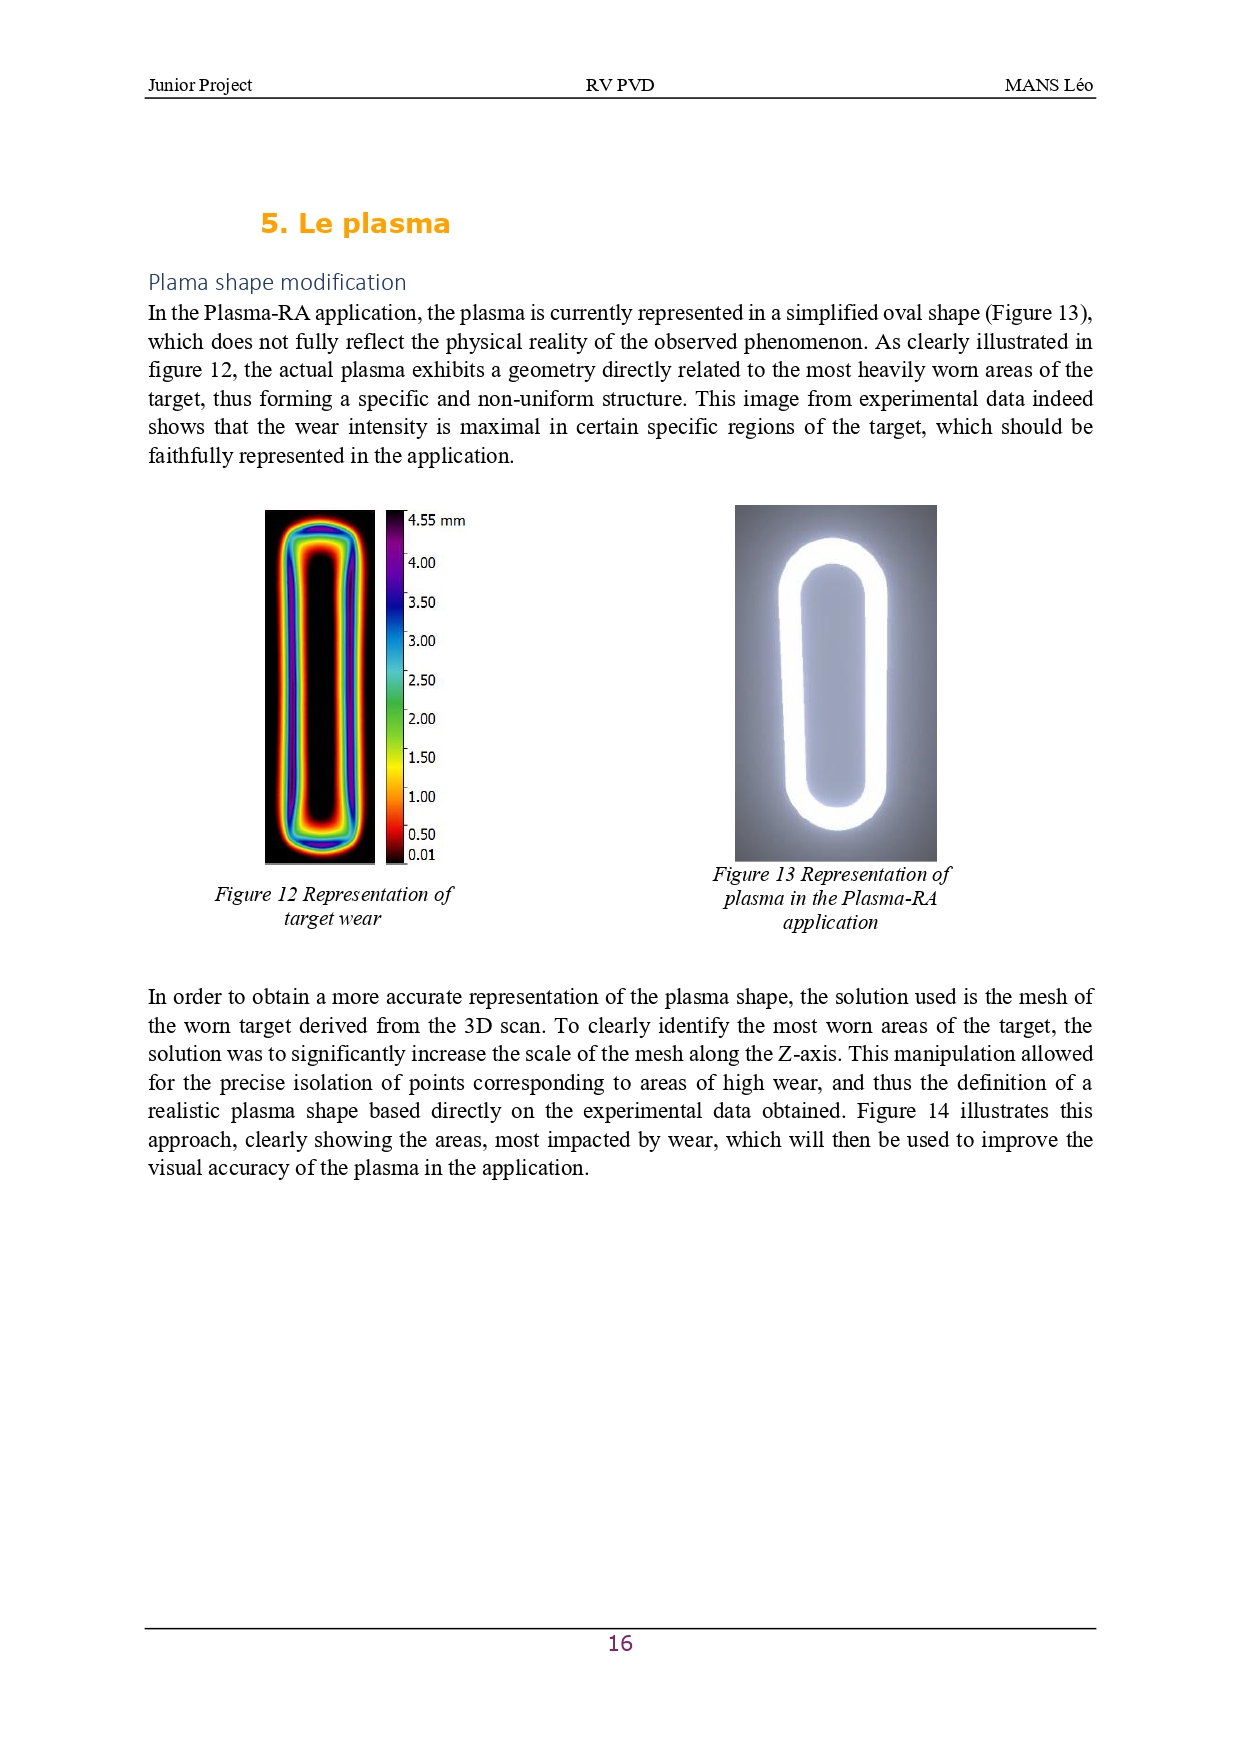 Junior Project RV PVD MANS Léo
5. Le plasma
Plama shape modification
In the Plasma-RA application, the plasma is currently represented in a simplified oval shape (Figure 13),
which does not fully reflect the physical reality of the observed phenomenon. As clearly illustrated in
figure 12, the actual plasma exhibits a geometry directly related to the most heavily worn areas of the
target, thus forming a specific and non-uniform structure. This image from experimental data indeed
shows that the wear intensity is maximal in certain specific regions of the target, which should be
faithfully represented in the application.
4.55 mm
4.00
3.50
3.00
2.50
2.00
1.50
1.00
0.50
0.01
Figure 12 Representation of
target wear
Figure 13 Representation of
plasma in the Plasma-RA
application
In order to obtain a more accurate representation of the plasma shape, the solution used is the mesh of
the worn target derived from the 3D scan. To clearly identify the most worn areas of the target, the
solution was to significantly increase the scale of the mesh along the Z-axis. This manipulation allowed
for the precise isolation of points corresponding to areas of high wear, and thus the definition of a
realistic plasma shape based directly on the experimental data obtained. Figure 14 illustrates this
approach, clearly showing the areas, most impacted by wear, which will then be used to improve the
visual accuracy of the plasma in the application.
16